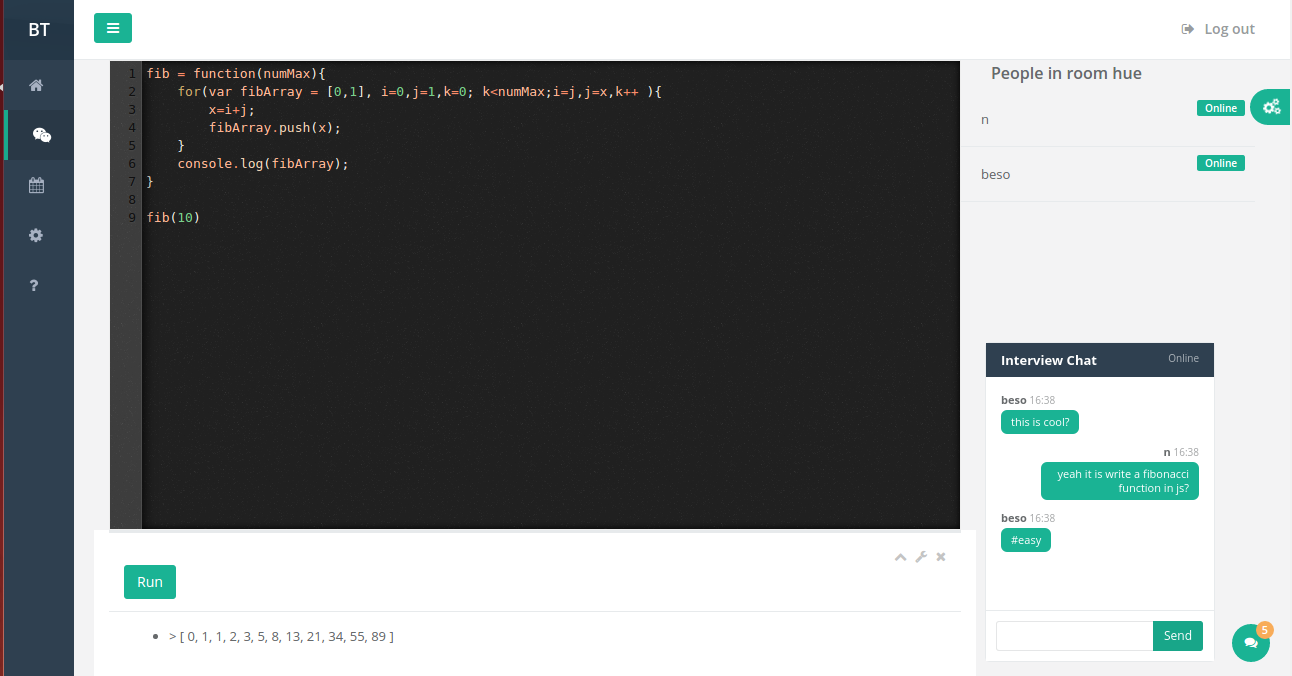 BT
Log out
1 fib = function(numMax){
2     for(var fibArray = [0,1], i=0,j=1,k=0; k<numMax;i=j,j=x,k++ ){
3         x=i+j;
4         fibArray.push(x);
5     }
6     console.log(fibArray);
7 }
8
9 fib(10)
People in room hue
Online
n
Online
beso
Interview Chat Online
beso 16:38
this is cool?
n 16:38
yeah it is write a fibonacci
function in js?
beso 16:38
#easy
Send
5
Run
> [ 0, 1, 1, 2, 3, 5, 8, 13, 21, 34, 55, 89 ]